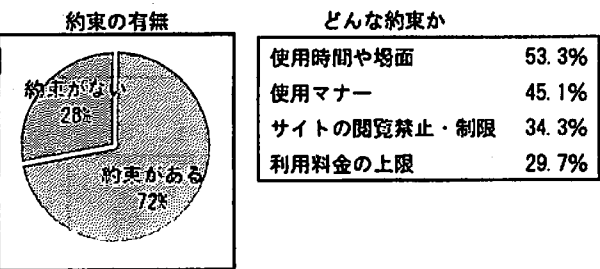 約束の有無
約束がない
28%
約束がある
72%
どんな約束か
使用時間や場面 53.3%
使用マナー 45.1%
サイトの閲覧禁止・制限 34.3%
利用料金の上限 29.7%